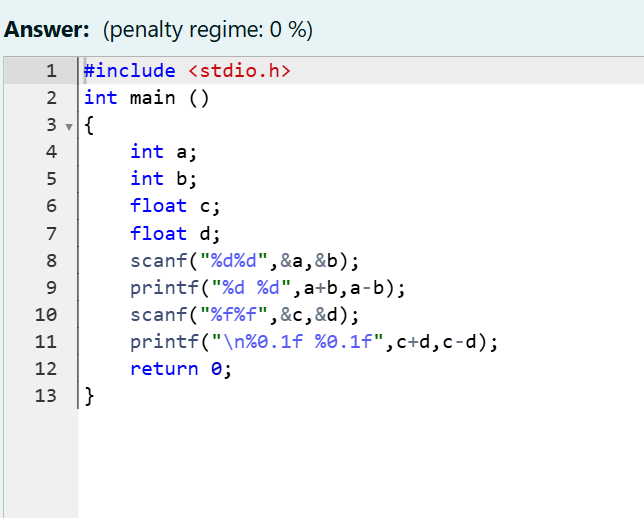 Answer: (penalty regime: 0 %)
1 #include <stdio.h>
2 int main ()
3 {
4 int a;
5 int b;
6 float c;
7 float d;
8 scanf("%d%d",&a,&b);
9 printf("%d %d",a+b,a-b);
10 scanf("%f%f",&c,&d);
11 printf("\n%0.1f %0.1f",c+d,c-d);
12 return 0;
13 }